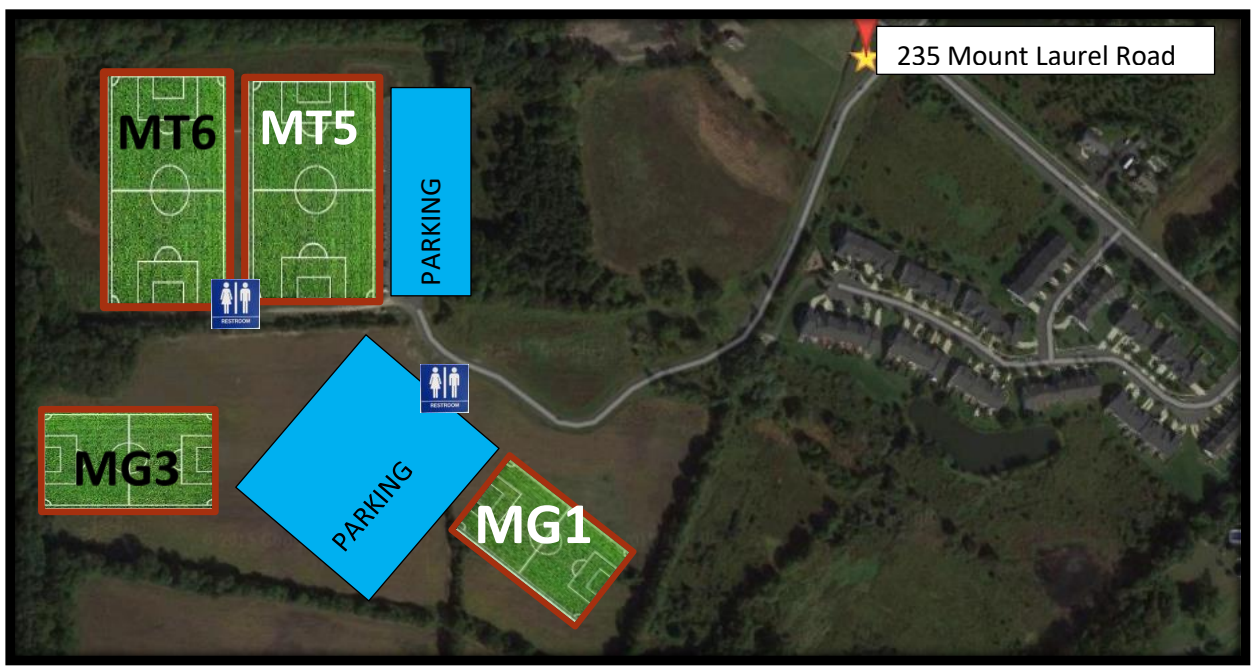 235 Mount Laurel Road
MT6
MT5
PARKING
RESTROOM
RESTROOM
MG3
PARKING
MG1